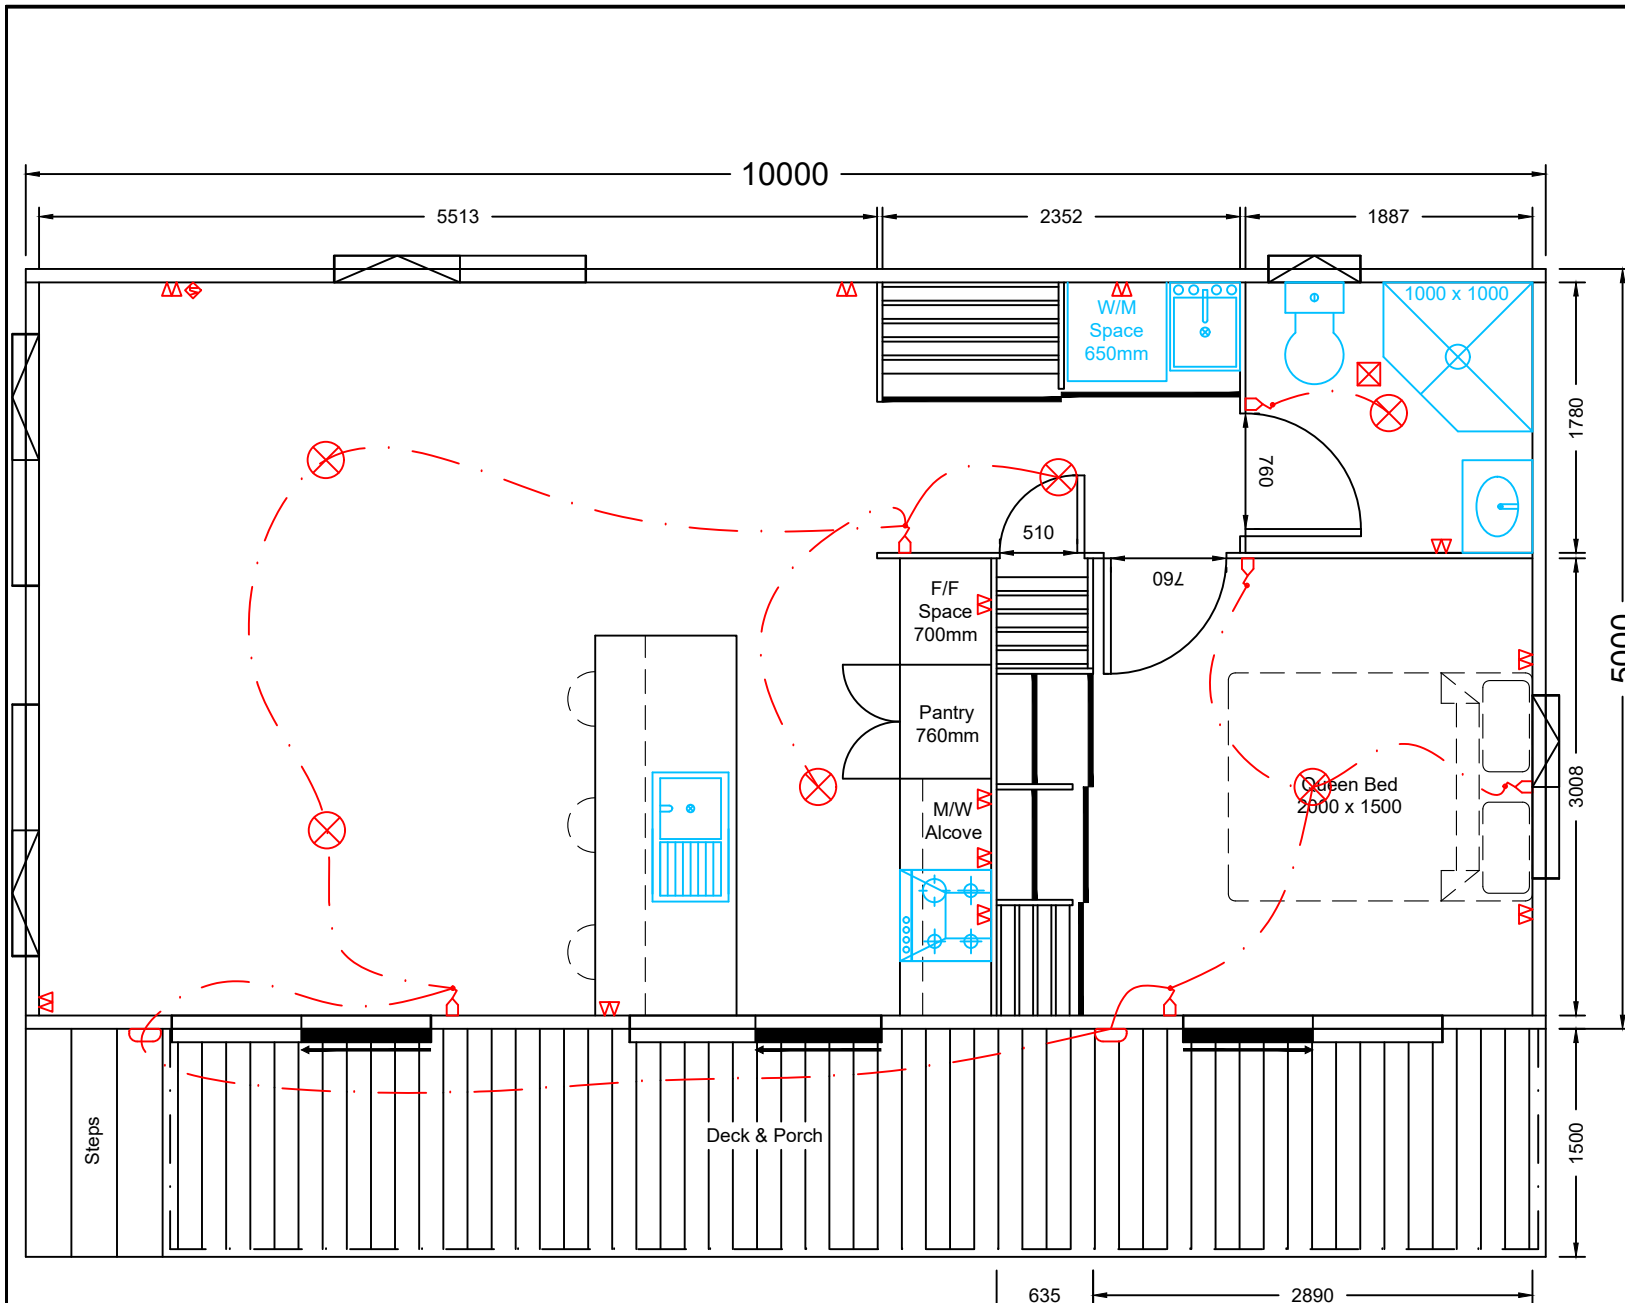 10000
5513
2352
1887
1000 x 1000
W/M
Space
650mm
1780
760
510
760
F/F
Space
700mm
5000
Pantry
760mm
Queen Bed
2000 x 1500
3008
M/W
Alcove
Steps
Deck & Porch
1500
635
2890